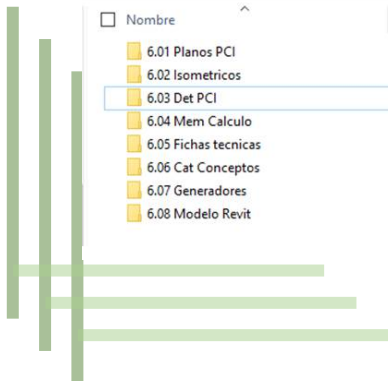 Nombre
6.01 Planos PCI
6.02 Isometricos
6.03 Det PCI
6.04 Mem Calculo
6.05 Fichas tecnicas
6.06 Cat Conceptos
6.07 Generadores
6.08 Modelo Revit